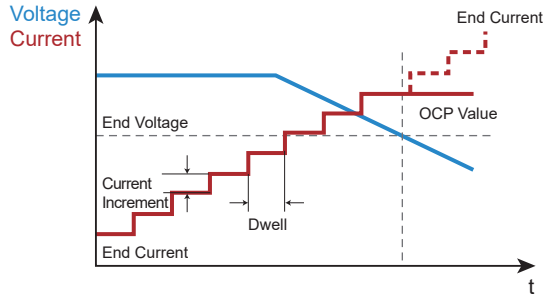 Voltage
Current
End Current
OCP Value
End Voltage
Current
Increment
Dwell
End Current
t